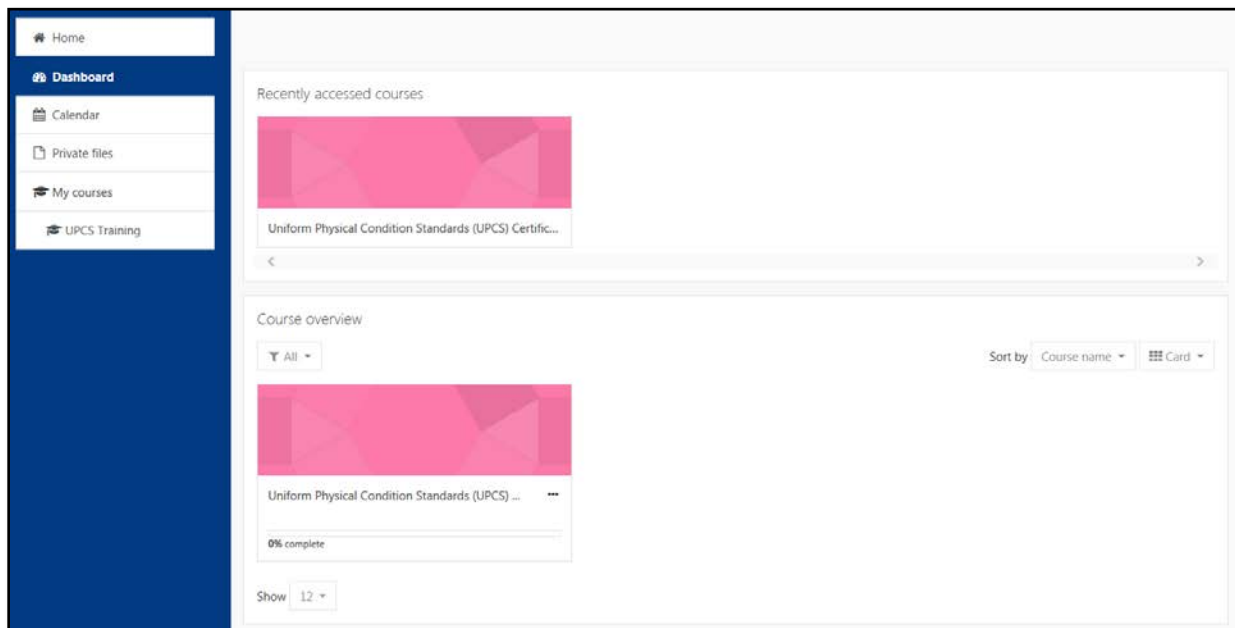 Home
Dashboard
Calendar
Private files
My courses
UPCS Training
Recently accessed courses
Uniform Physical Condition Standards (UPCS) Certific...
Course overview
All
Sort by Course name Card
Uniform Physical Condition Standards (UPCS) ...
0% complete
Show 12